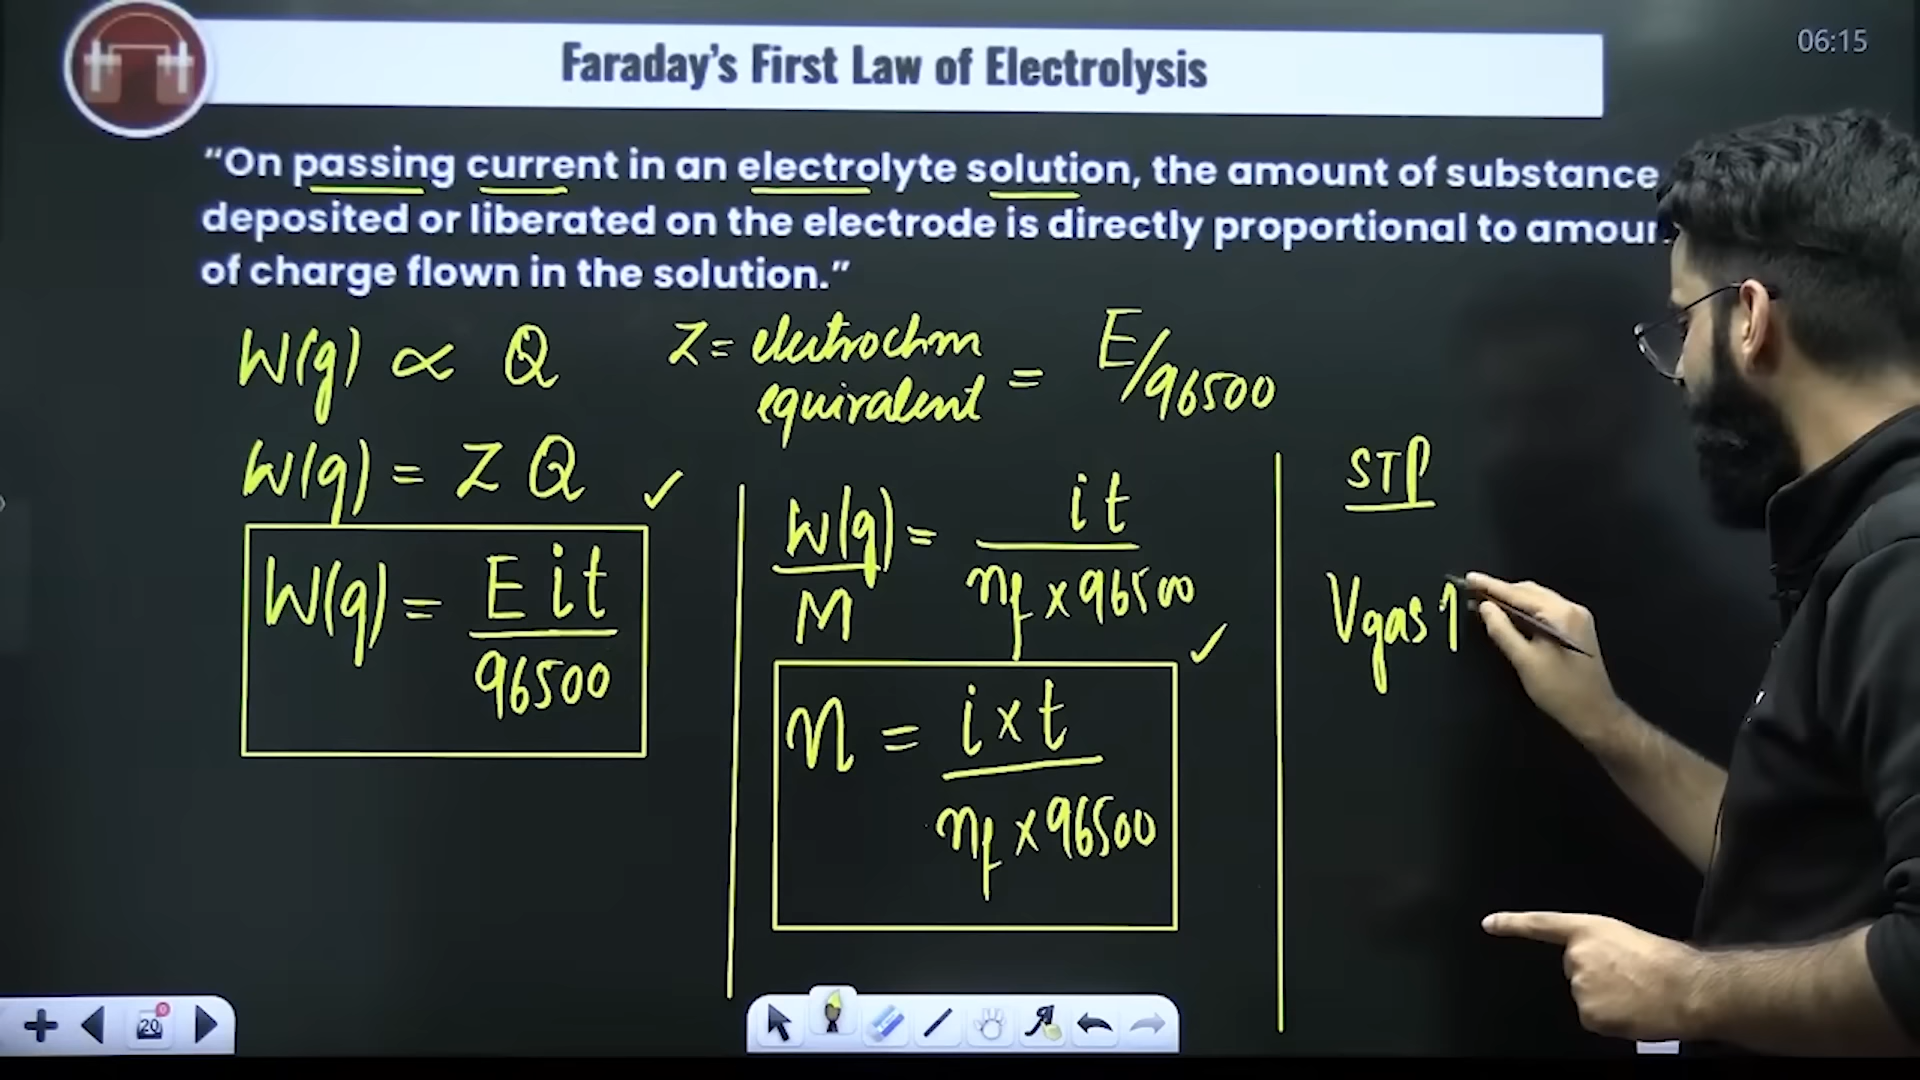 Faraday's First Law of Electrolysis
06:15
“On passing current in an electrolyte solution, the amount of substance
deposited or liberated on the electrode is directly proportional to amoun
of charge flown in the solution.”
W(g) ∝ Q
Z = electrochm
equivalent = E/96500
W(g) = Z Q ✓
W(g) = E i t / 96500
W(g)/M = i t / nf × 96500
n = i × t / nf × 96500 ✓
STP
Vgas ↑
20
0